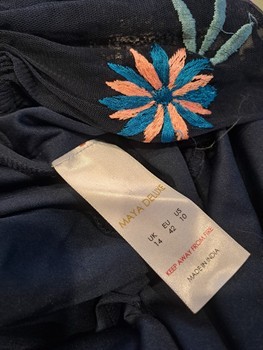 MAYA DELUXE
UK EU US
14 42 10
KEEP AWAY FROM FIRE
MADE IN INDIA